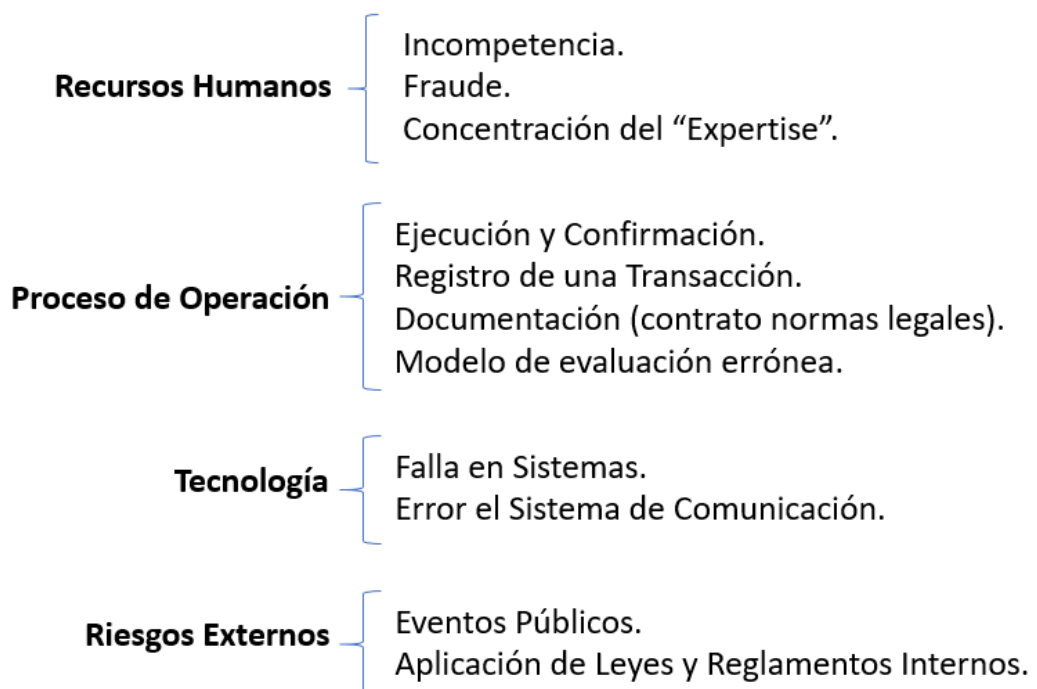 Recursos Humanos
Incompetencia.
Fraude.
Concentración del “Expertise”.
Proceso de Operación
Ejecución y Confirmación.
Registro de una Transacción.
Documentación (contrato normas legales).
Modelo de evaluación errónea.
Tecnología
Falla en Sistemas.
Error el Sistema de Comunicación.
Riesgos Externos
Eventos Públicos.
Aplicación de Leyes y Reglamentos Internos.